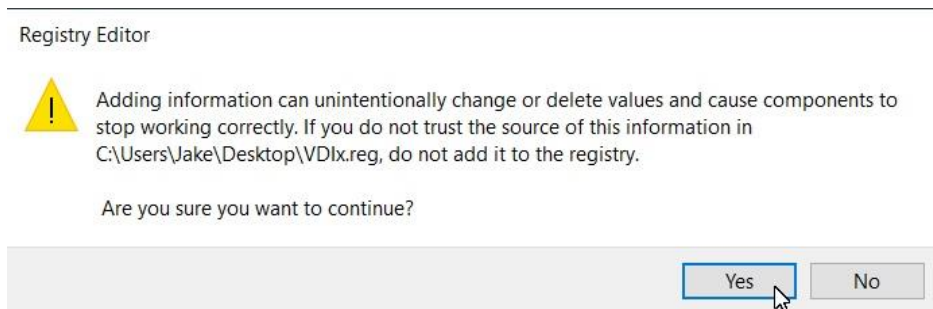 Registry Editor
Adding information can unintentionally change or delete values and cause components to
stop working correctly. If you do not trust the source of this information in
C:\Users\Jake\Desktop\VDIx.reg, do not add it to the registry.
Are you sure you want to continue?
Yes No